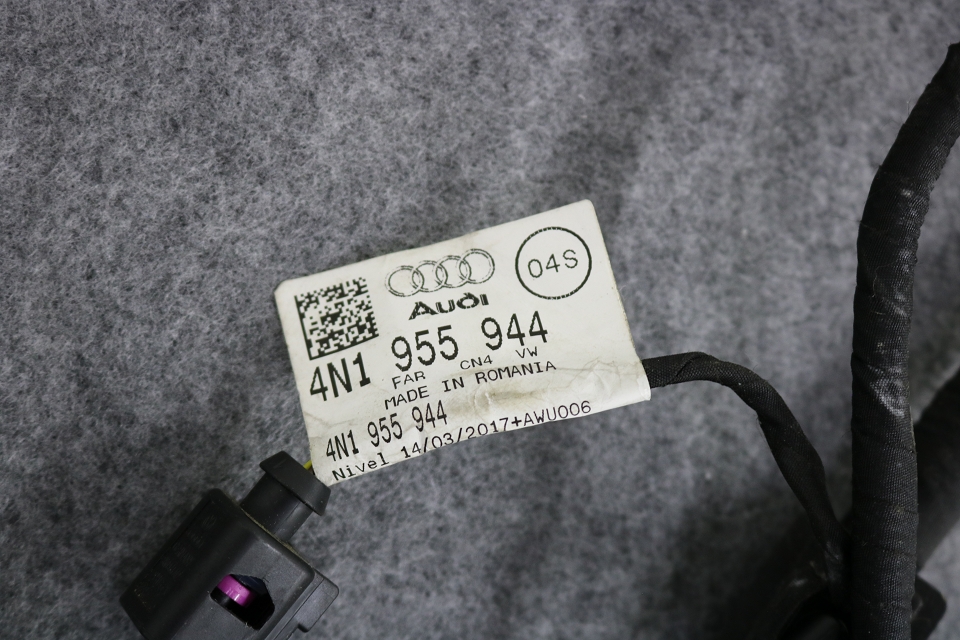 04S
Audi
4N1 955 944
FAR CN4 VW
MADE IN ROMANIA
4N1 955 944
Nivel 14/03/2017+AWU006